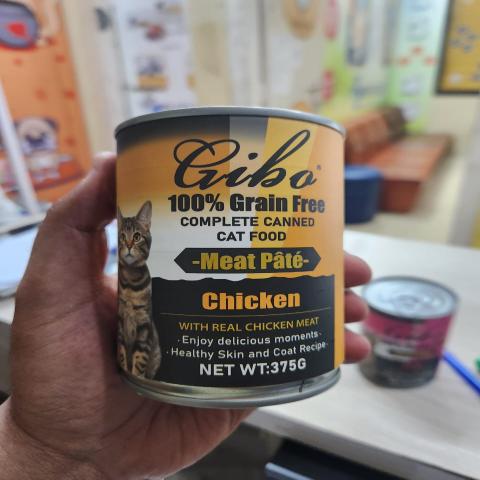 Gibo®
100% Grain Free
COMPLETE CANNED
CAT FOOD
-Meat Pâté-
Chicken
WITH REAL CHICKEN MEAT
· Enjoy delicious moments ·
· Healthy Skin and Coat Recipe ·
NET WT:375G